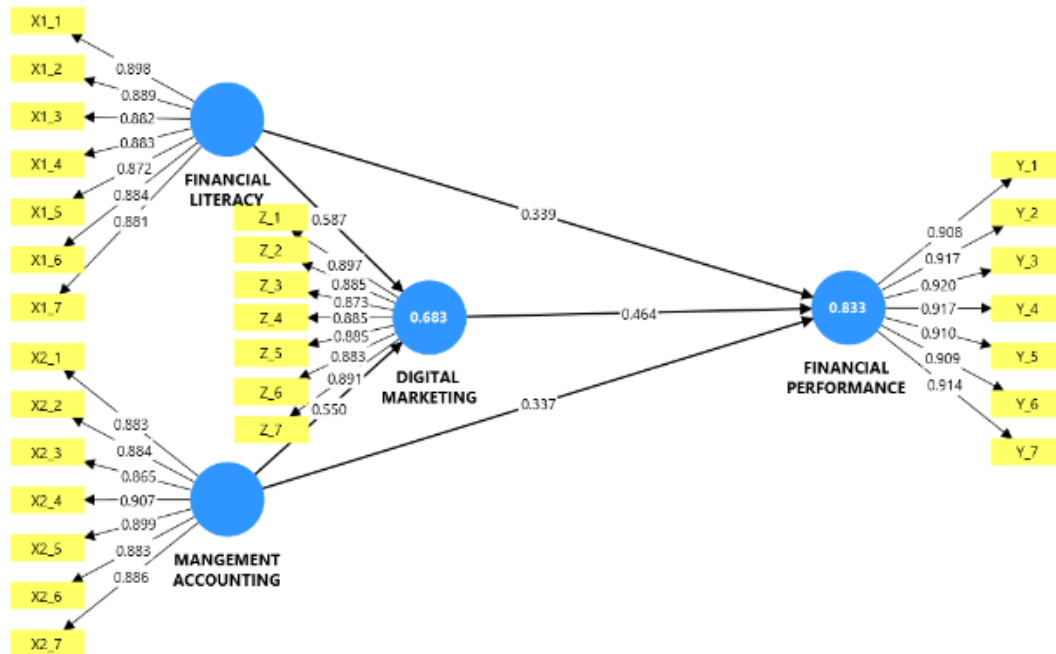 X1_1
X1_2
X1_3
X1_4
X1_5
X1_6
X1_7
0.898
0.889
0.882
0.883
0.872
0.884
0.881
FINANCIAL
LITERACY
0.587
0.339
Z_1
Z_2
Z_3
Z_4
Z_5
Z_6
Z_7
0.897
0.885
0.873
0.885
0.885
0.883
0.891
0.683
DIGITAL
MARKETING
0.464
0.550
X2_1
X2_2
X2_3
X2_4
X2_5
X2_6
X2_7
0.883
0.884
0.865
0.907
0.899
0.883
0.886
MANGEMENT
ACCOUNTING
0.337
0.833
FINANCIAL
PERFORMANCE
0.908
0.917
0.920
0.917
0.910
0.909
0.914
Y_1
Y_2
Y_3
Y_4
Y_5
Y_6
Y_7